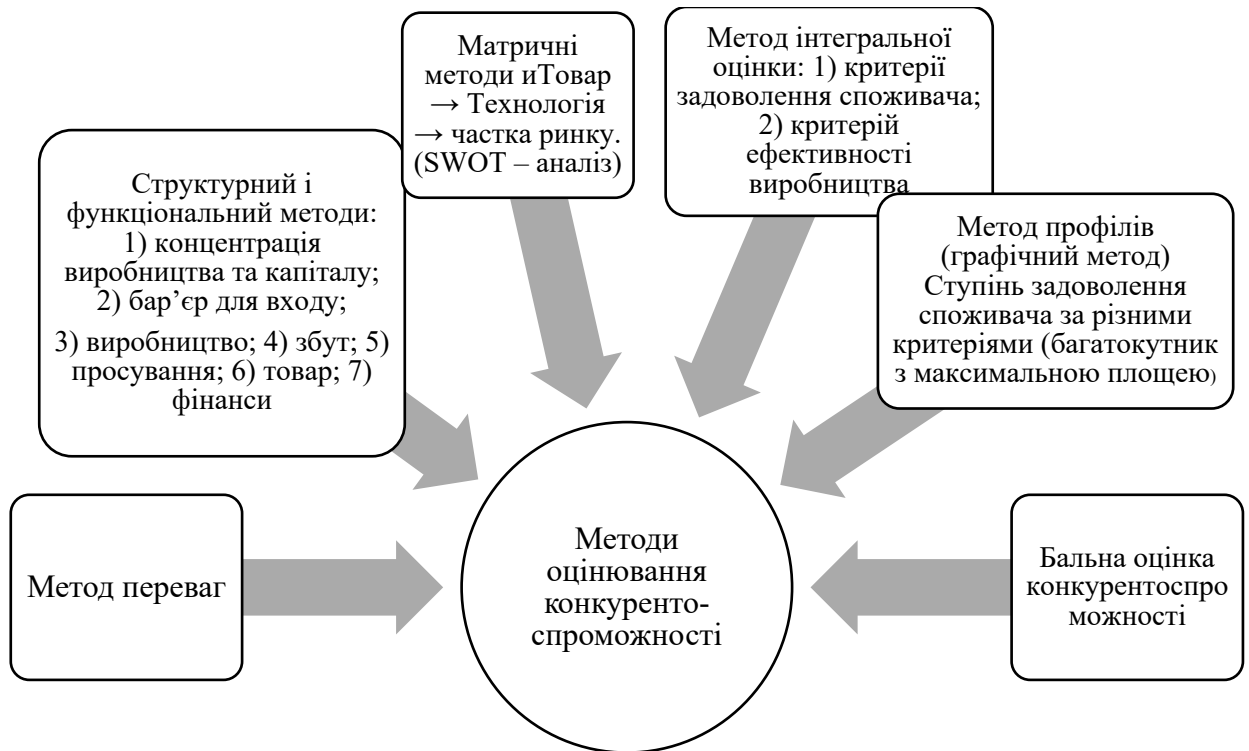 Матричні
методи иТовар
→ Технологія
→ частка ринку.
(SWOT – аналіз)
Метод інтегральної
оцінки: 1) критерії
задоволення споживача;
2) критерій
ефективності
виробництва
Структурний і
функціональний методи:
1) концентрація
виробництва та капіталу;
2) бар’єр для входу;
3) виробництво; 4) збут; 5)
просування; 6) товар; 7)
фінанси
Метод профілів
(графічний метод)
Ступінь задоволення
споживача за різними
критеріями (багатокутник
з максимальною площею)
Метод переваг
Методи
оцінювання
конкуренто-
спроможності
Бальна оцінка
конкурентоспро
можності